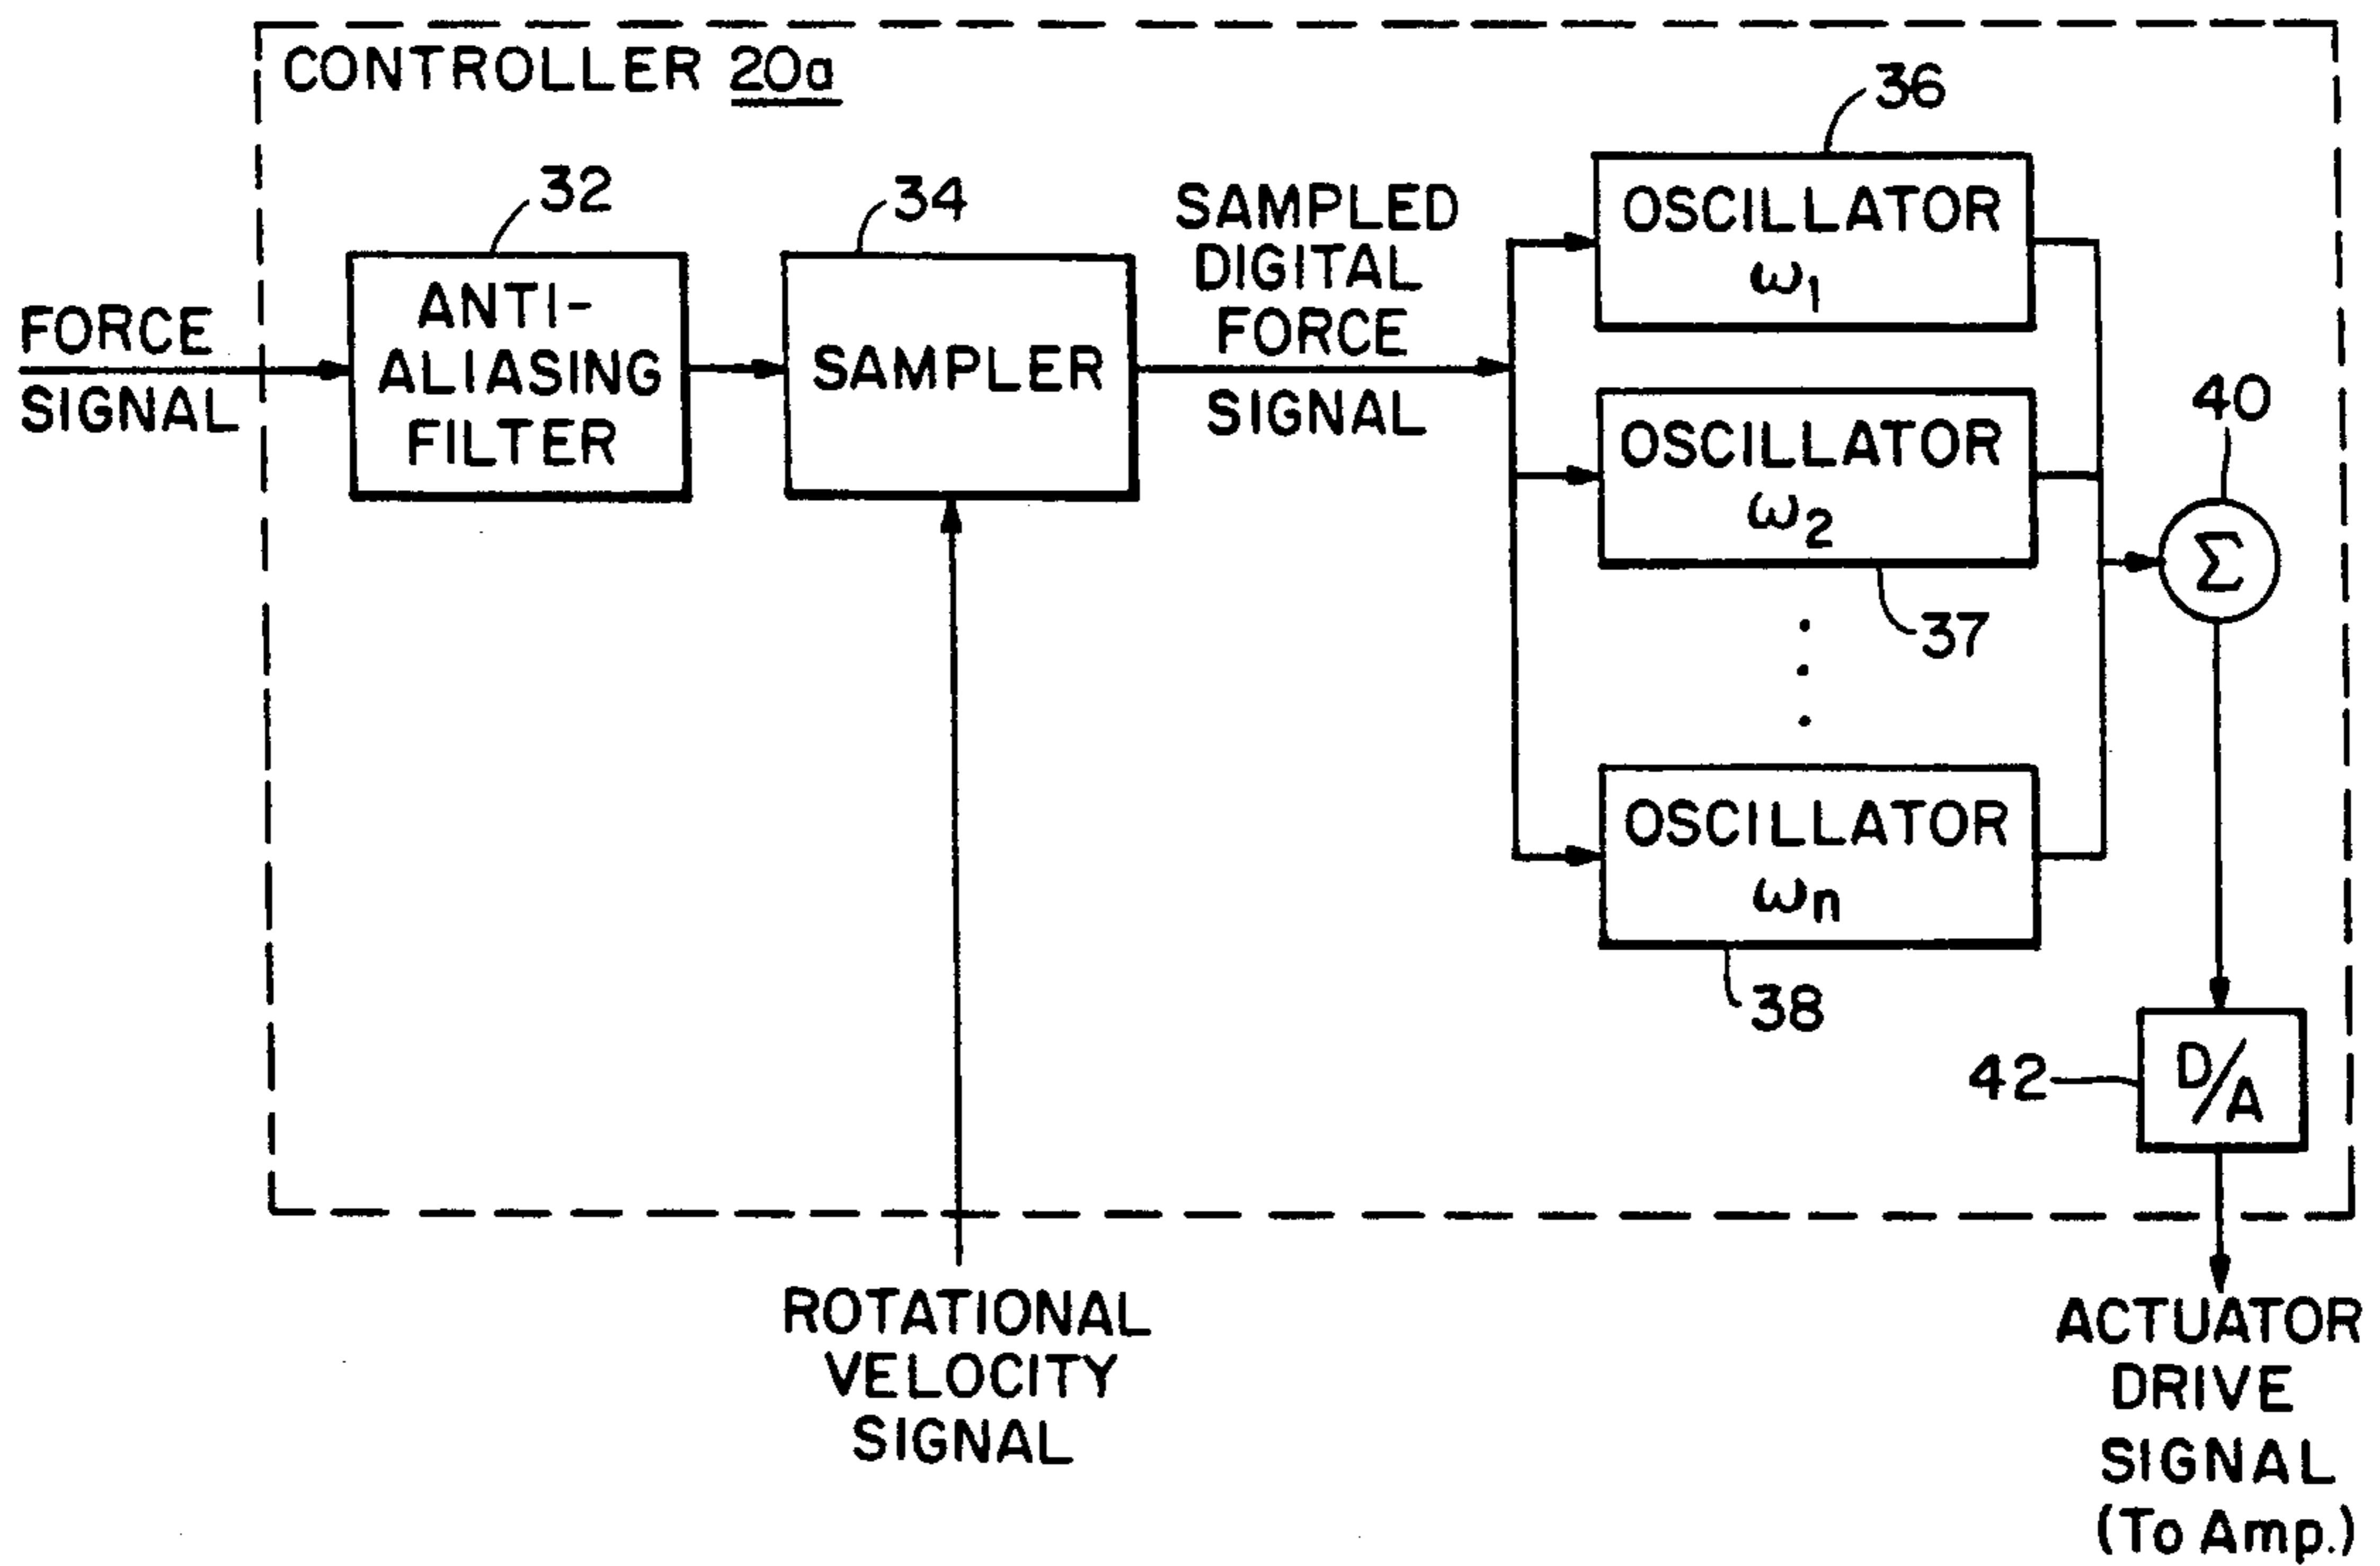 CONTROLLER 20a
FORCE
SIGNAL
32
ANTI-
ALIASING
FILTER
34
SAMPLER
SAMPLED
DIGITAL
FORCE
SIGNAL
36
OSCILLATOR
ω1
OSCILLATOR
ω2
37
OSCILLATOR
ωn
38
40
Σ
42
D/A
ROTATIONAL
VELOCITY
SIGNAL
ACTUATOR
DRIVE
SIGNAL
(To Amp.)